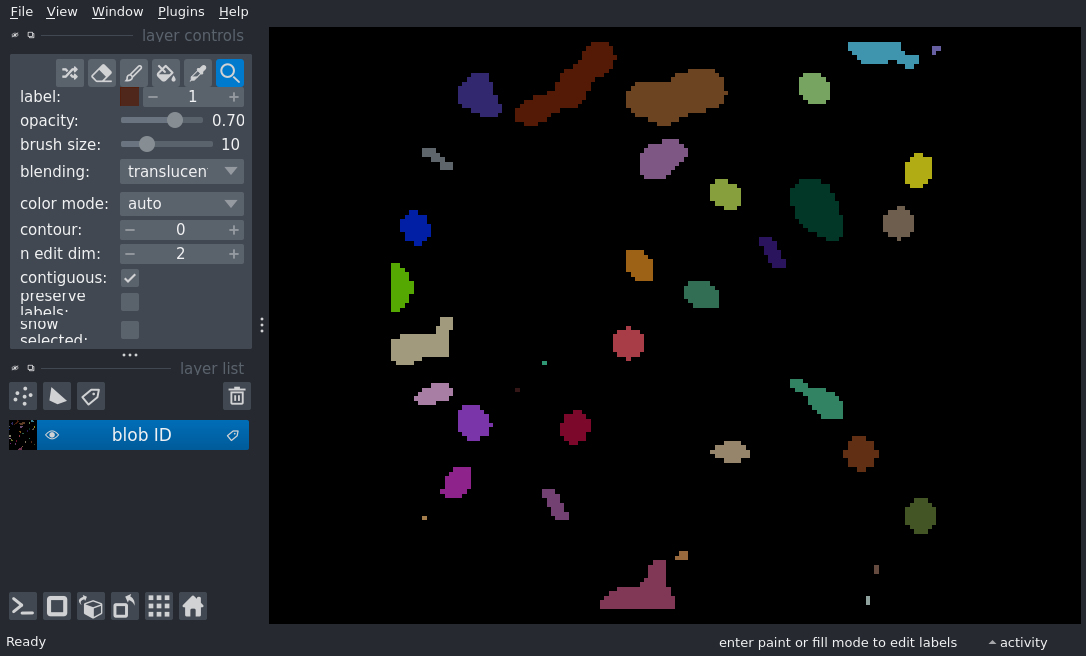 File View Window Plugins Help
layer controls
label: 1
opacity: 0.70
brush size: 10
blending: translucen
color mode: auto
contour: 0
n edit dim: 2
contiguous:
preserve
labels:
show
selected:
layer list
blob ID
Ready enter paint or fill mode to edit labels activity